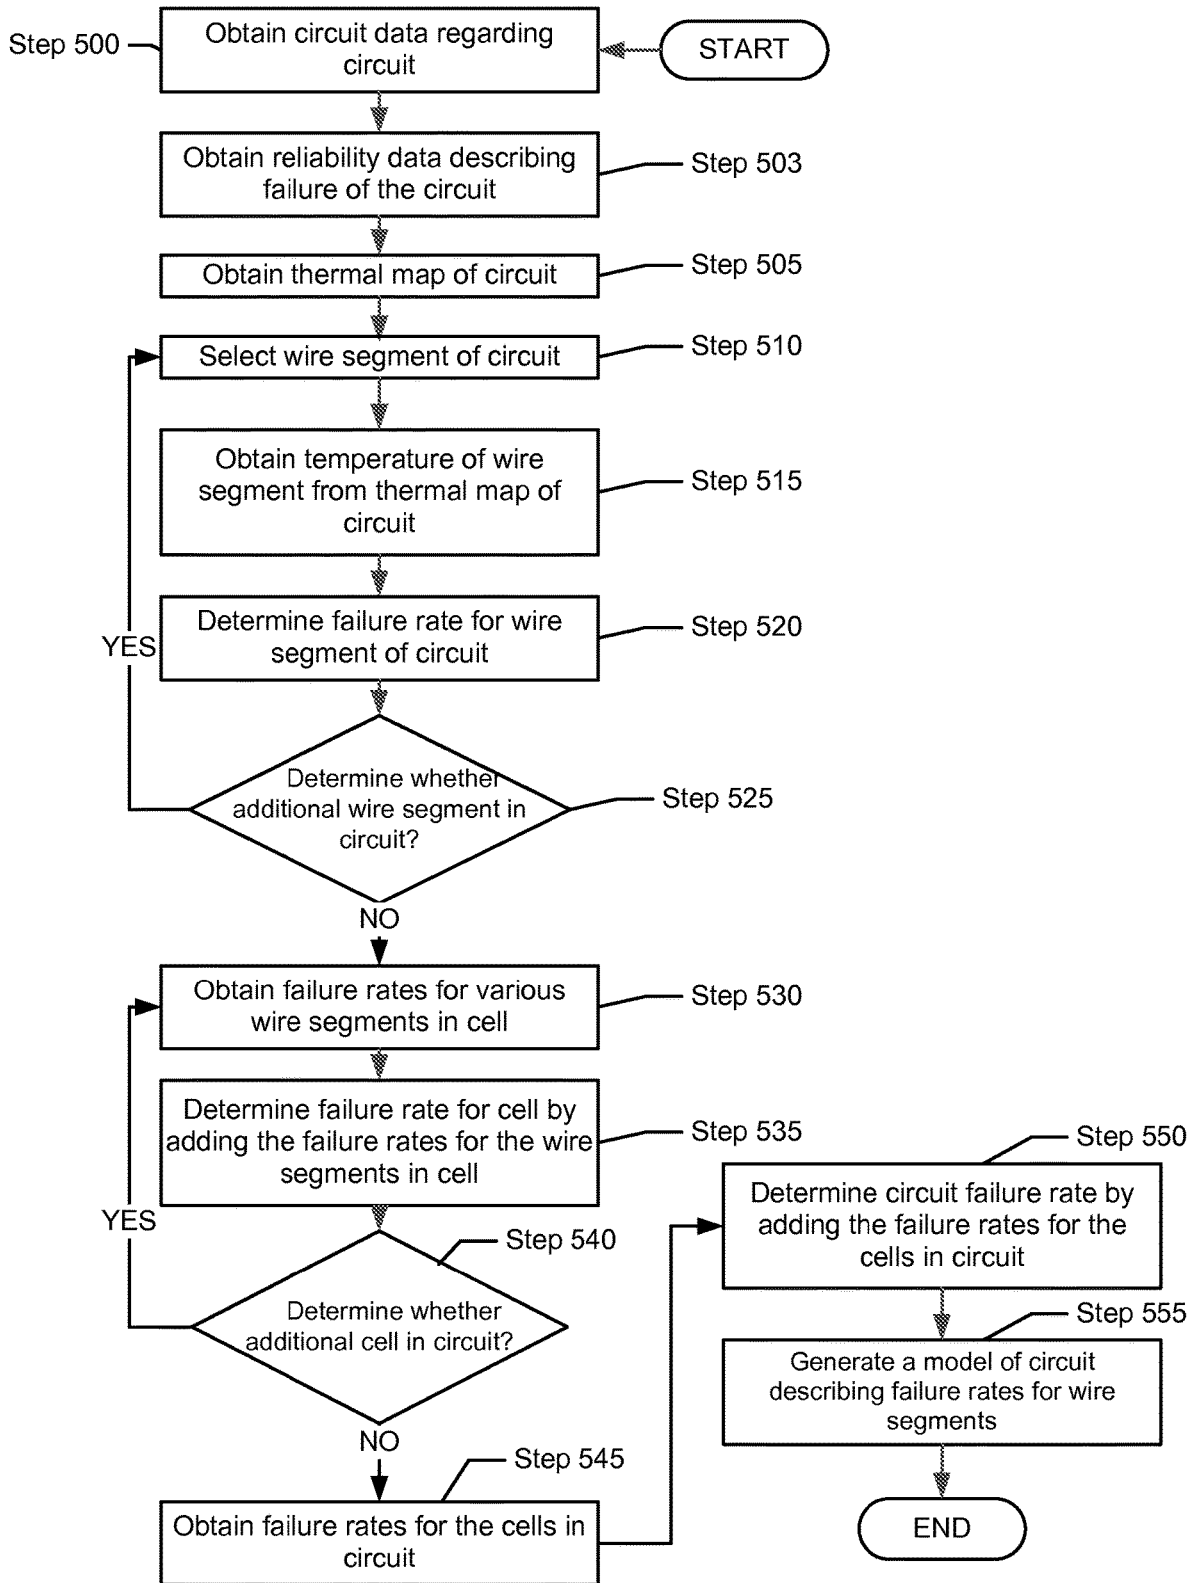 Step 500
Obtain circuit data regarding
circuit
START
Obtain reliability data describing
failure of the circuit
Step 503
Obtain thermal map of circuit
Step 505
Select wire segment of circuit
Step 510
Obtain temperature of wire
segment from thermal map of
circuit
Step 515
Determine failure rate for wire
segment of circuit
Step 520
YES
Determine whether
additional wire segment in
circuit?
Step 525
NO
Obtain failure rates for various
wire segments in cell
Step 530
Determine failure rate for cell by
adding the failure rates for the wire
segments in cell
Step 535
YES
Step 540
Determine whether
additional cell in circuit?
NO
Step 545
Obtain failure rates for the cells in
circuit
Step 550
Determine circuit failure rate by
adding the failure rates for the
cells in circuit
Step 555
Generate a model of circuit
describing failure rates for wire
segments
END